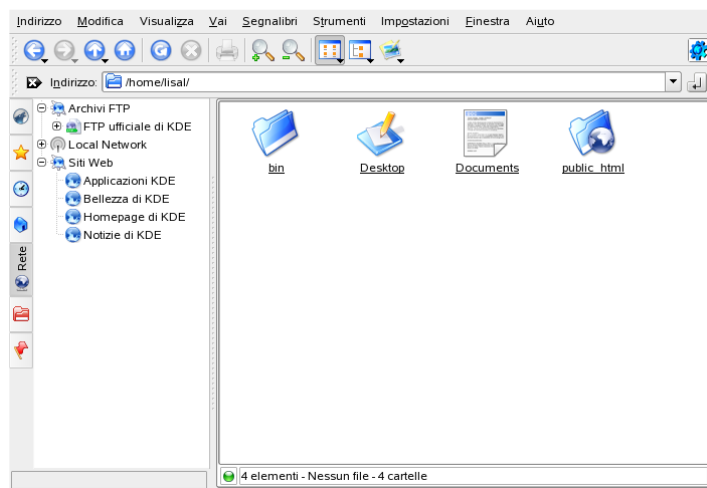 Indirizzo Modifica Visualizza Vai Segnalibri Strumenti Impostazioni Finestra Aiuto
Indirizzo: /home/lisal/
Archivi FTP
FTP ufficiale di KDE
Local Network
Siti Web
Applicazioni KDE
Bellezza di KDE
Homepage di KDE
Notizie di KDE
Rete
bin Desktop Documents public_html
4 elementi - Nessun file - 4 cartelle